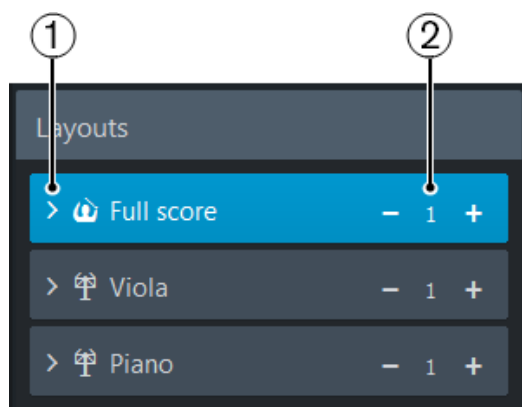 1 2
Layouts
Full score − 1 +
Viola − 1 +
Piano − 1 +